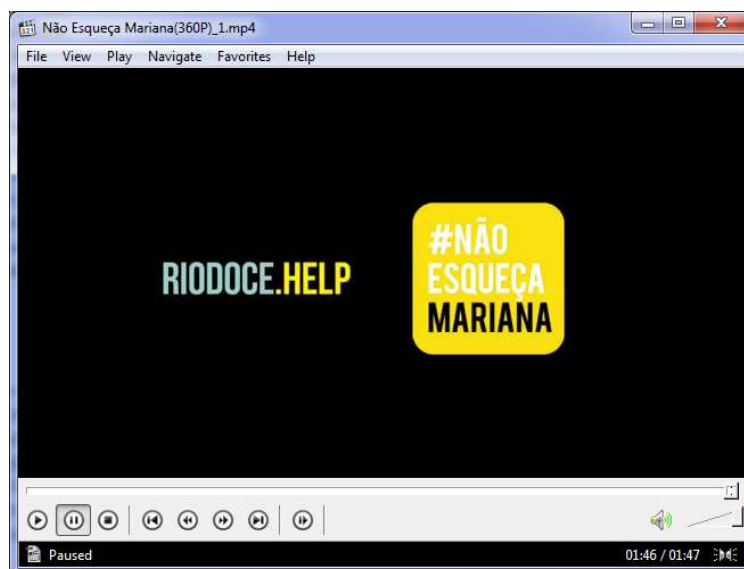 Não Esqueça Mariana(360P)_1.mp4
File View Play Navigate Favorites Help
RIODOCE.HELP
#NÃO
ESQUEÇA
MARIANA
Paused
01:46 / 01:47